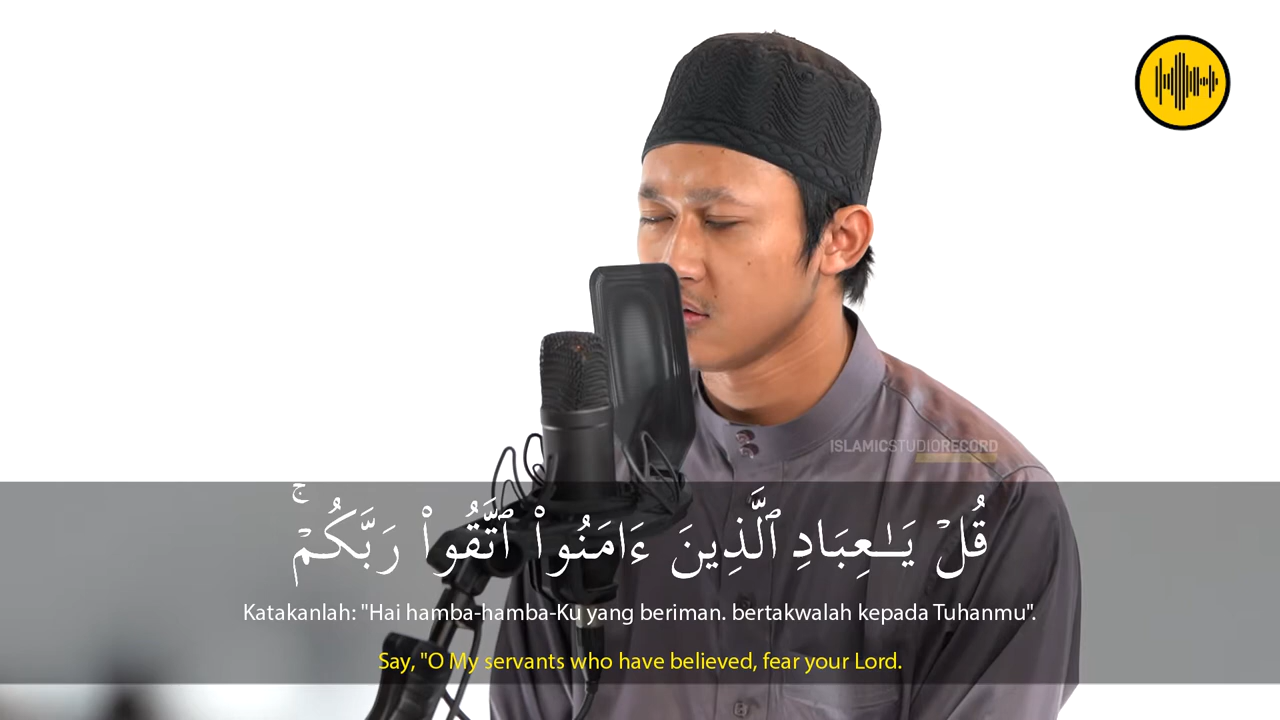 ISLAMICSTUDIORECORD
قُلْ يَـٰعِبَادِ ٱلَّذِينَ ءَامَنُوا۟ ٱتَّقُوا۟ رَبَّكُمْ ۚ
Katakanlah: "Hai hamba-hamba-Ku yang beriman. bertakwalah kepada Tuhanmu".
Say, "O My servants who have believed, fear your Lord.